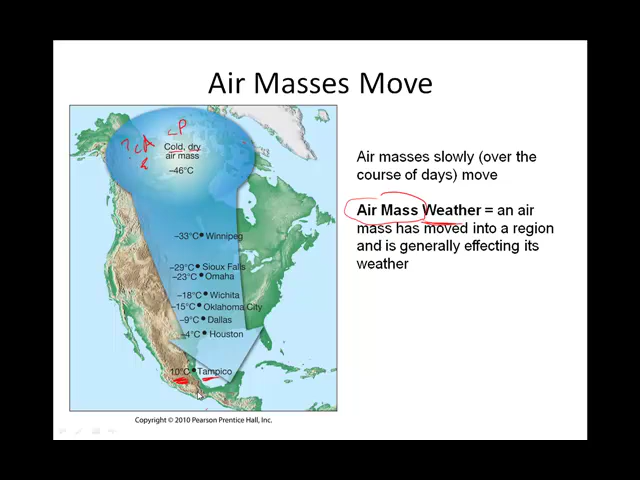 Air Masses Move
cP
? cA
Cold, dry
air mass
–46°C
–33°C Winnipeg
–29°C Sioux Falls
–23°C Omaha
–18°C Wichita
–15°C Oklahoma City
–9°C Dallas
–4°C Houston
10°C Tampico
Air masses slowly (over the
course of days) move
Air Mass Weather = an air
mass has moved into a region
and is generally effecting its
weather
Copyright © 2010 Pearson Prentice Hall, Inc.